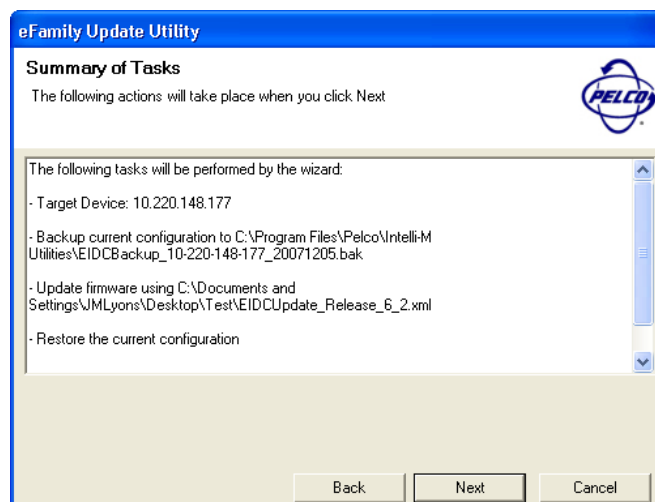 eFamily Update Utility
Summary of Tasks
The following actions will take place when you click Next
PELCO
The following tasks will be performed by the wizard:
- Target Device: 10.220.148.177
- Backup current configuration to C:\Program Files\Pelco\Intelli-M
Utilities\EIDCBackup_10-220-148-177_20071205.bak
- Update firmware using C:\Documents and
Settings\JMLyons\Desktop\Test\EIDCUpdate_Release_6_2.xml
- Restore the current configuration
Back Next Cancel